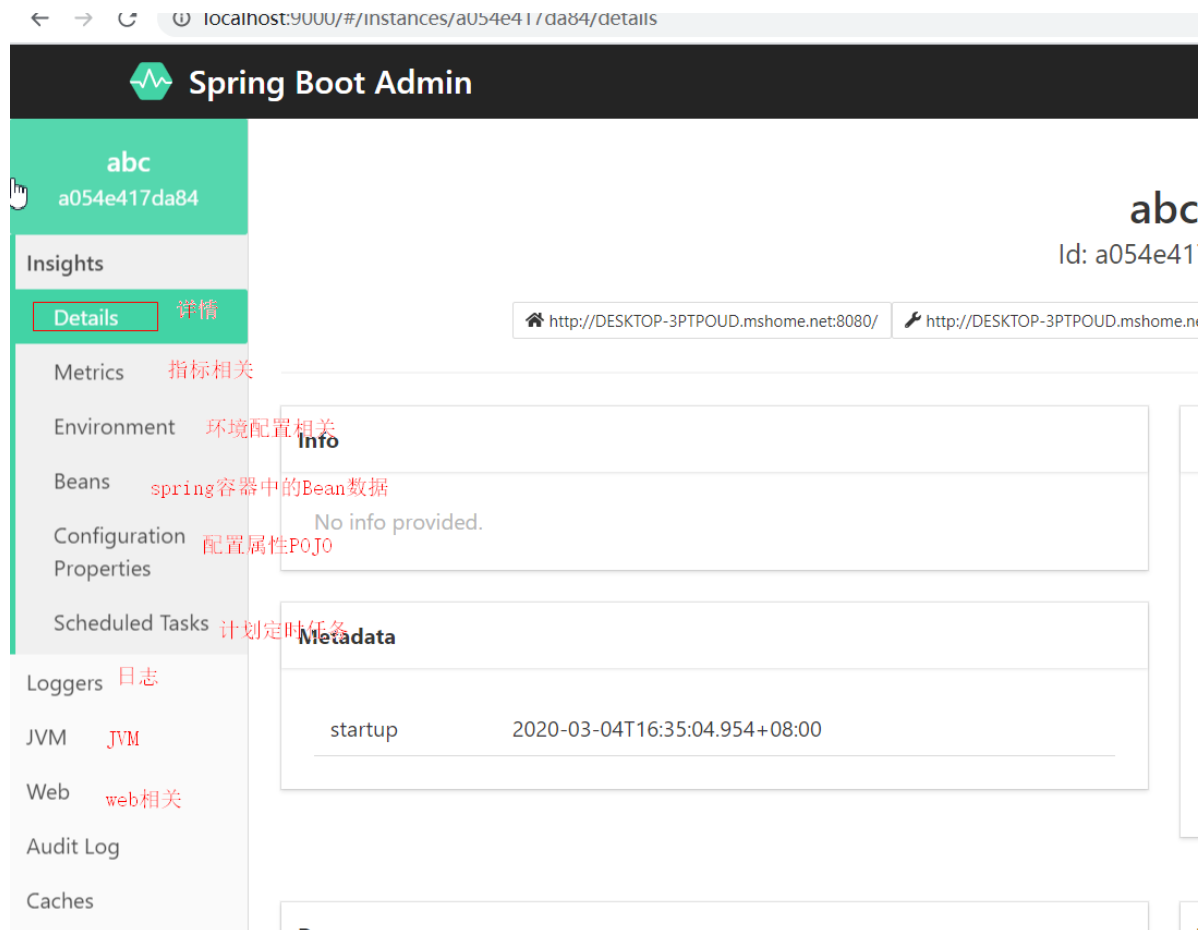 localhost:9000/#/instances/a054e417da84/details
Spring Boot Admin
abc
a054e417da84
Insights
Details 详情
Metrics 指标相关
Environment 环境配置相关
Beans spring容器中的Bean数据
Configuration
Properties 配置属性POJO
Scheduled Tasks 计划定时任务
Loggers 日志
JVM JVM
Web web相关
Audit Log
Caches
abc
Id: a054e41
http://DESKTOP-3PTPOUD.mshome.net:8080/ http://DESKTOP-3PTPOUD.mshome.ne
Info
No info provided.
Metadata
startup 2020-03-04T16:35:04.954+08:00